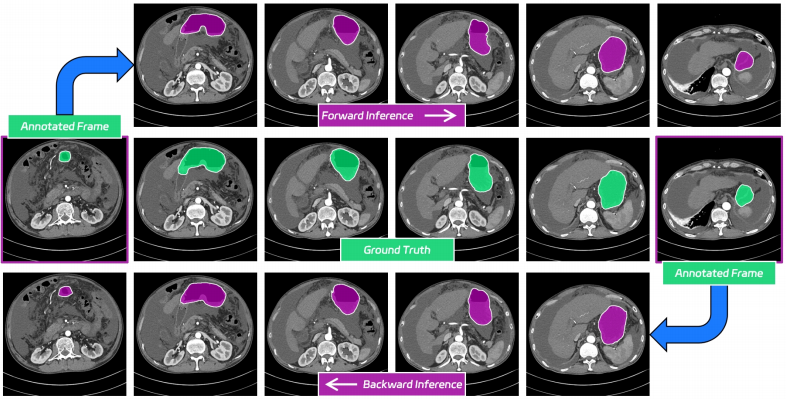 Forward Inference
Annotated Frame
Ground Truth
Annotated Frame
Backward Inference